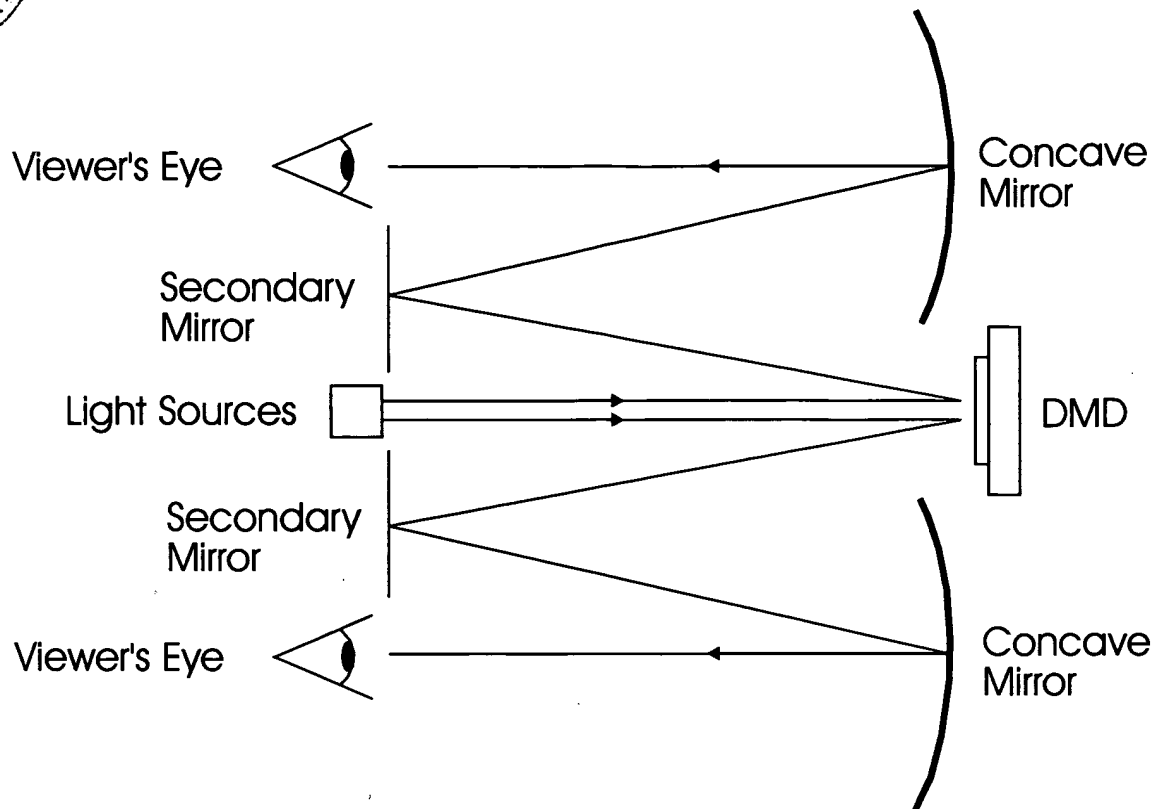 Viewer's Eye
Concave
Mirror
Secondary
Mirror
Light Sources
DMD
Secondary
Mirror
Viewer's Eye
Concave
Mirror